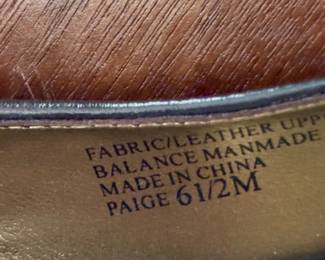 FABRIC/LEATHER UPP
BALANCE MANMADE
MADE IN CHINA
PAIGE 61/2M